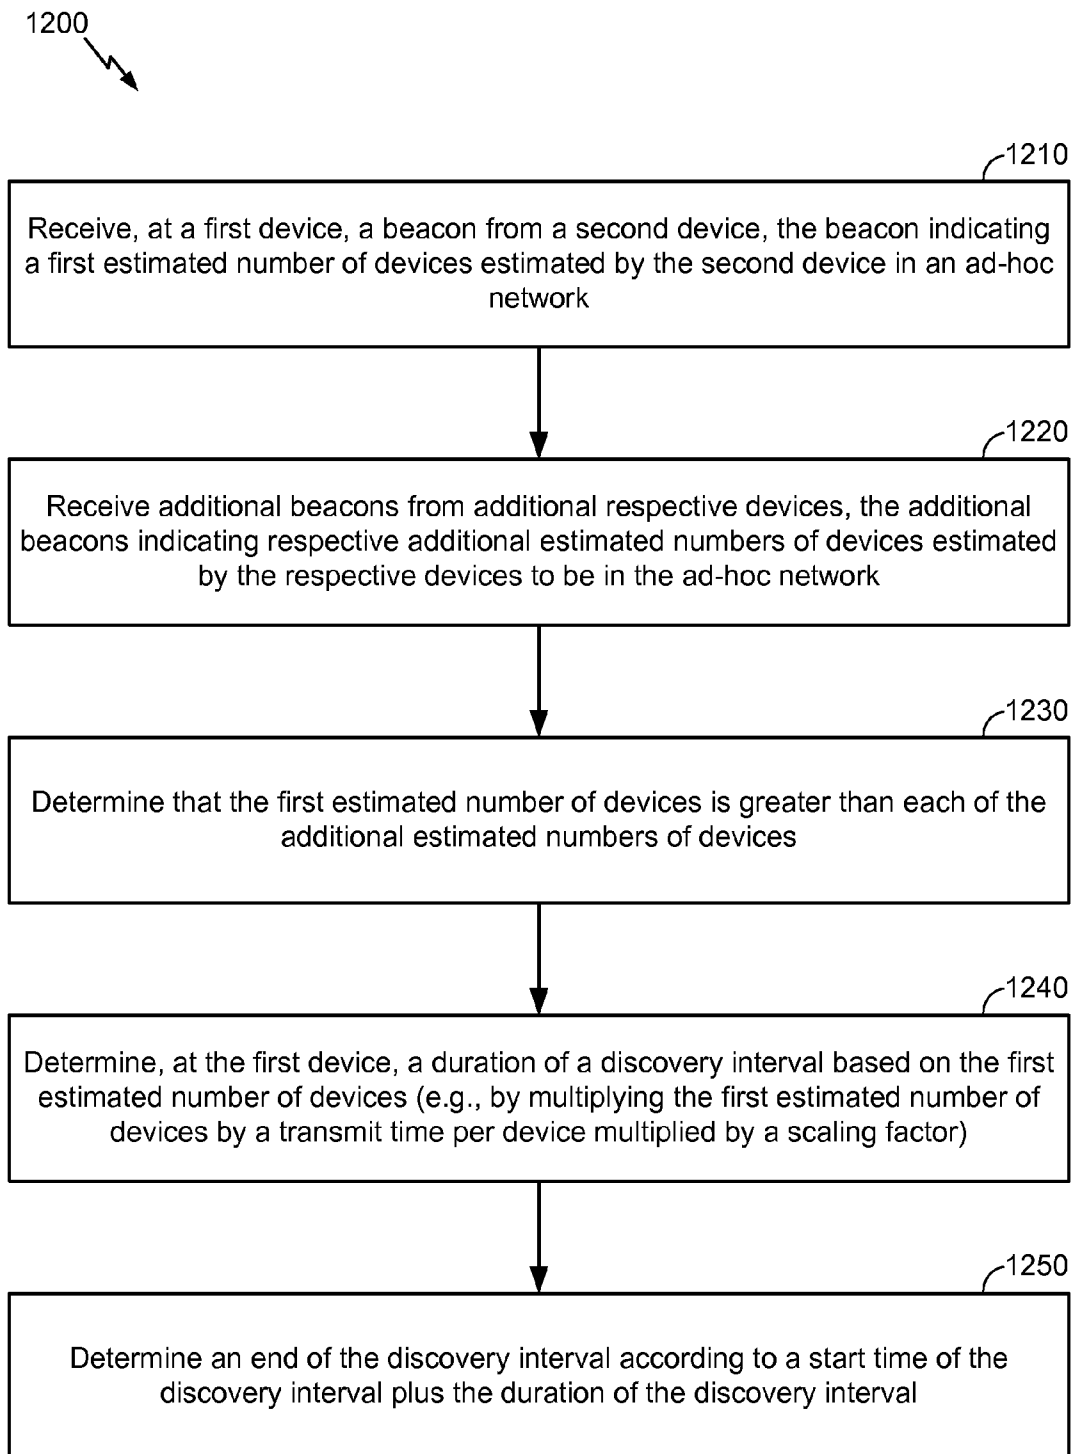 1200
1210
Receive, at a first device, a beacon from a second device, the beacon indicating
a first estimated number of devices estimated by the second device in an ad-hoc
network
1220
Receive additional beacons from additional respective devices, the additional
beacons indicating respective additional estimated numbers of devices estimated
by the respective devices to be in the ad-hoc network
1230
Determine that the first estimated number of devices is greater than each of the
additional estimated numbers of devices
1240
Determine, at the first device, a duration of a discovery interval based on the first
estimated number of devices (e.g., by multiplying the first estimated number of
devices by a transmit time per device multiplied by a scaling factor)
1250
Determine an end of the discovery interval according to a start time of the
discovery interval plus the duration of the discovery interval